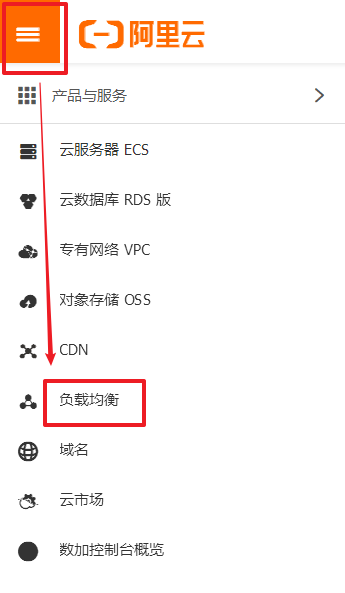 阿里云
产品与服务
云服务器 ECS
云数据库 RDS 版
专有网络 VPC
对象存储 OSS
CDN
负载均衡
域名
云市场
数加控制台概览